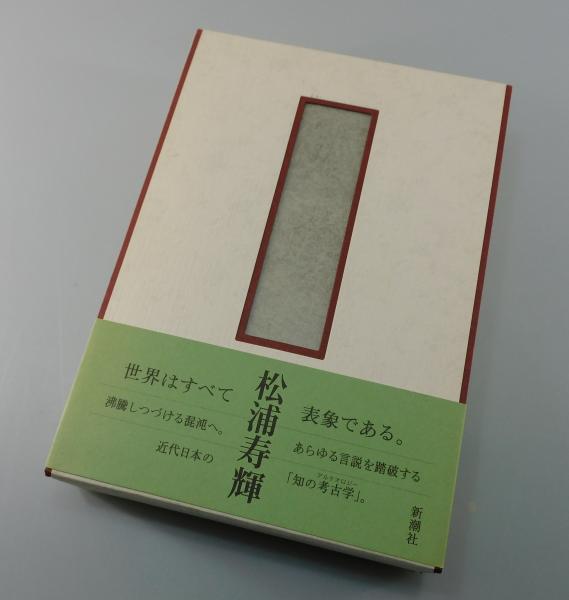 世界はすべて
表象である。
沸騰しつづける混沌へ。
あらゆる言説を踏破する
近代日本の
「知の考古学」。
アルケオロジー
松浦寿輝
新潮社